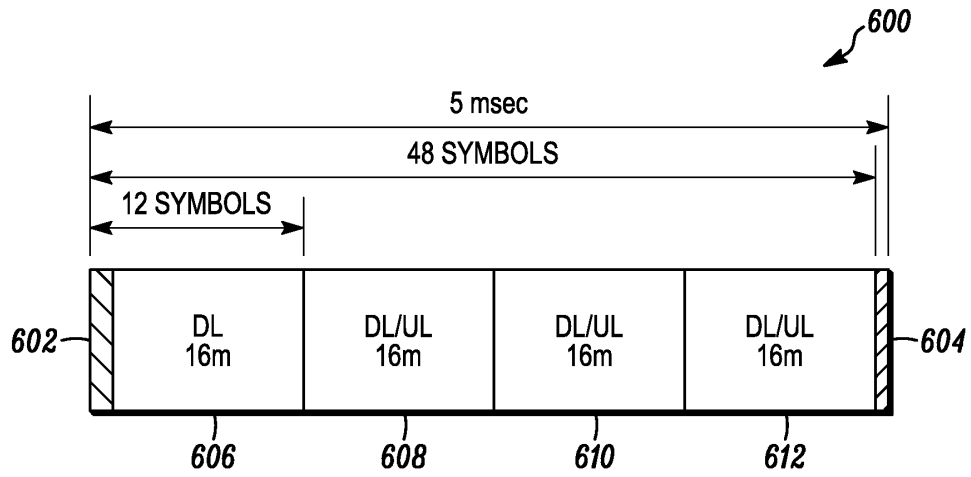 600
5 msec
48 SYMBOLS
12 SYMBOLS
602
DL
16m
DL/UL
16m
DL/UL
16m
DL/UL
16m
604
606
608
610
612